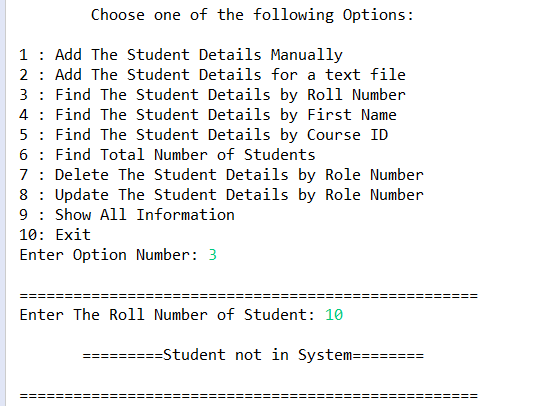 Choose one of the following Options:
1 : Add The Student Details Manually
2 : Add The Student Details for a text file
3 : Find The Student Details by Roll Number
4 : Find The Student Details by First Name
5 : Find The Student Details by Course ID
6 : Find Total Number of Students
7 : Delete The Student Details by Role Number
8 : Update The Student Details by Role Number
9 : Show All Information
10: Exit
Enter Option Number: 3
===================================================
Enter The Roll Number of Student: 10
=========Student not in System========
===================================================